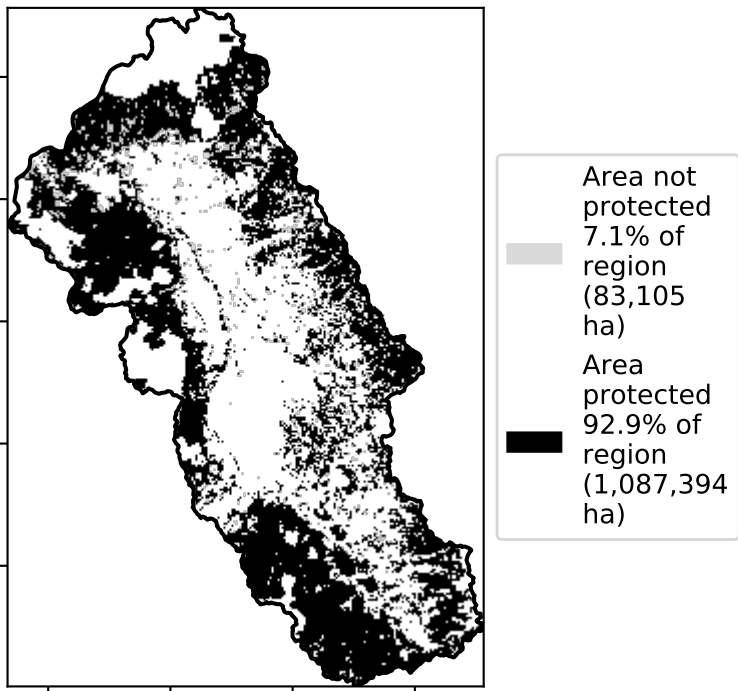 Area not
protected
7.1% of
region
(83,105
ha)
Area
protected
92.9% of
region
(1,087,394
ha)